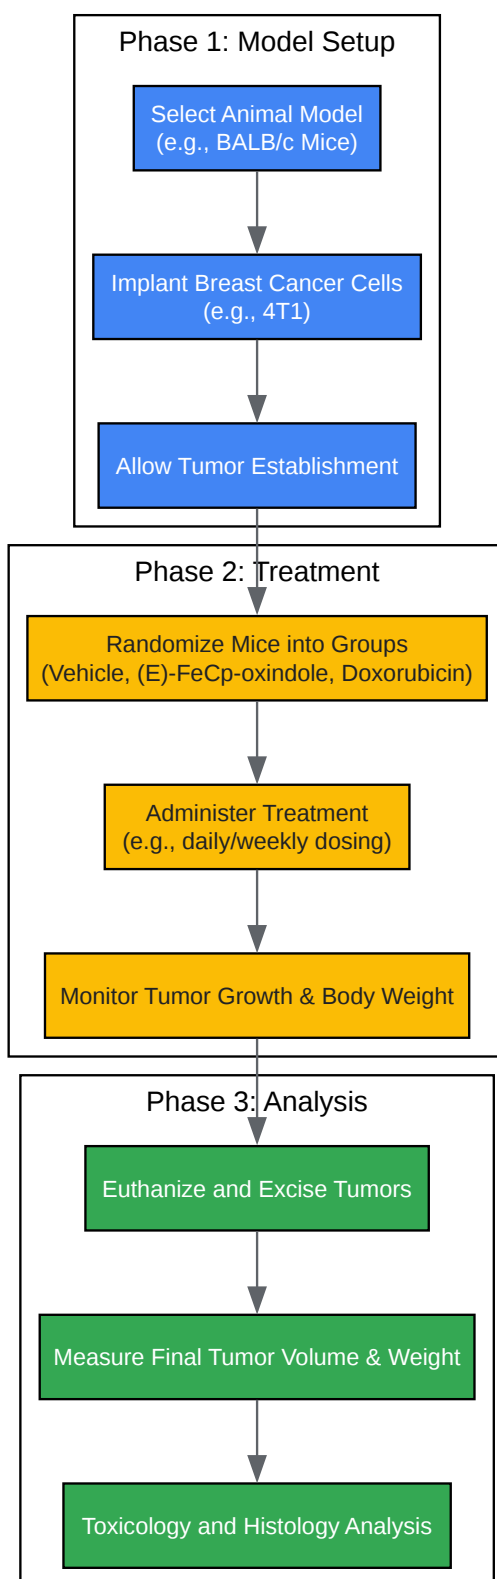 Phase 1: Model Setup
Select Animal Model
(e.g., BALB/c Mice)
Implant Breast Cancer Cells
(e.g., 4T1)
Allow Tumor Establishment
Phase 2: Treatment
Randomize Mice into Groups
(Vehicle, (E)-FeCp-oxindole, Doxorubicin)
Administer Treatment
(e.g., daily/weekly dosing)
Monitor Tumor Growth & Body Weight
Phase 3: Analysis
Euthanize and Excise Tumors
Measure Final Tumor Volume & Weight
Toxicology and Histology Analysis